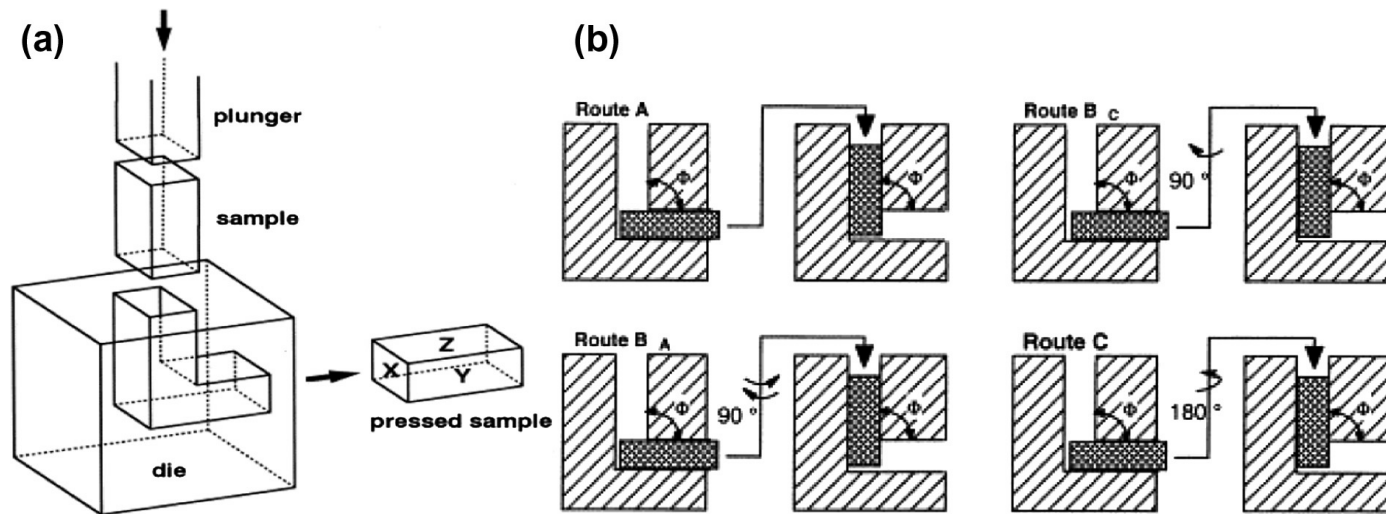 (a)
plunger
sample
die
X
Z
Y
pressed sample
(b)
Route A
Φ
Φ
Route B C
Φ
90 °
Φ
Route B A
Φ
90 °
Φ
Route C
Φ
180 °
Φ